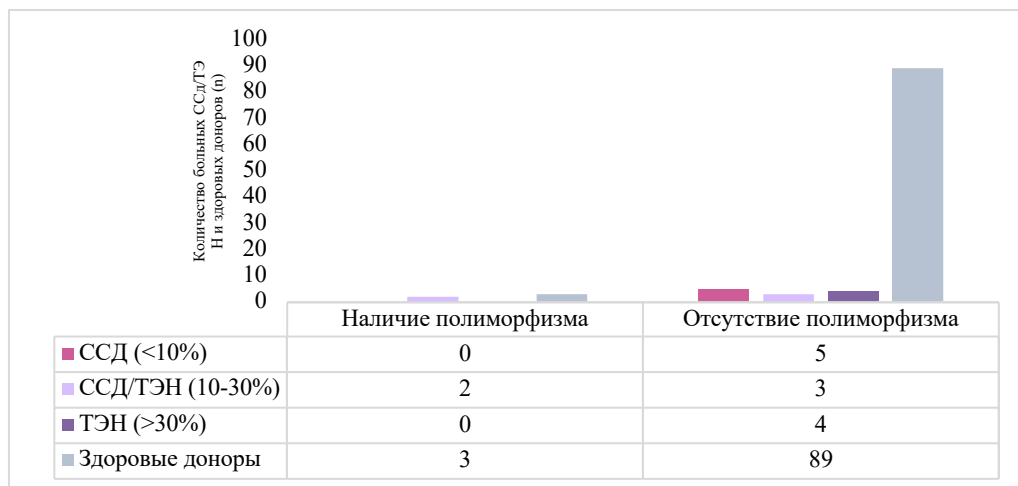 Количество больных ССд/ТЭ
Н и здоровых доноров (n)
100
90
80
70
60
50
40
30
20
10
0
Наличие полиморфизма Отсутствие полиморфизма
ССД (<10%) 0 5
ССД/ТЭН (10-30%) 2 3
ТЭН (>30%) 0 4
Здоровые доноры 3 89